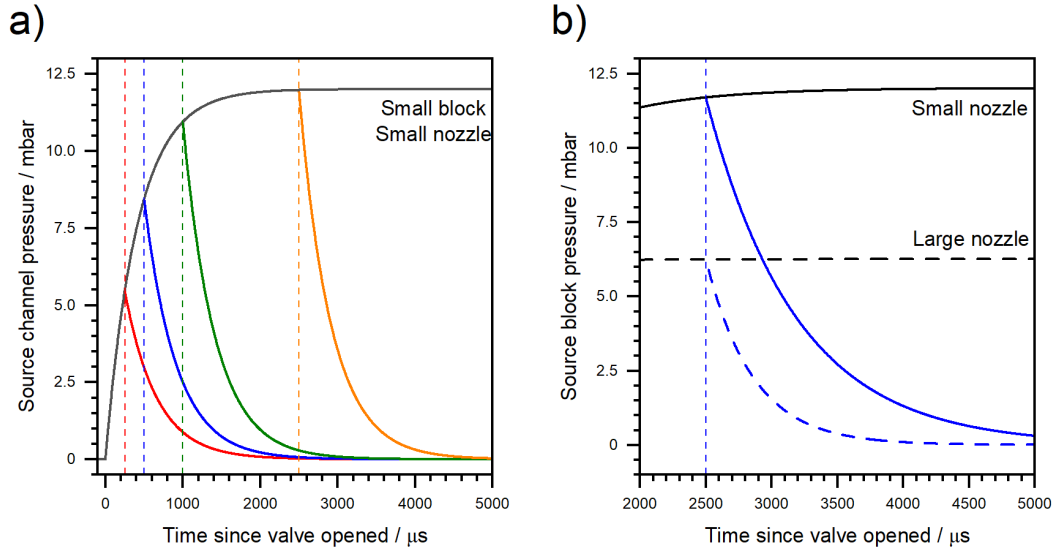 a)
Source channel pressure / mbar
12.5
10.0
7.5
5.0
2.5
0
Small block
Small nozzle
0
1000
2000
3000
4000
5000
Time since valve opened / μs
b)
Source block pressure / mbar
12.5
10.0
7.5
5.0
2.5
0
Small nozzle
Large nozzle
2000
2500
3000
3500
4000
4500
5000
Time since valve opened / μs